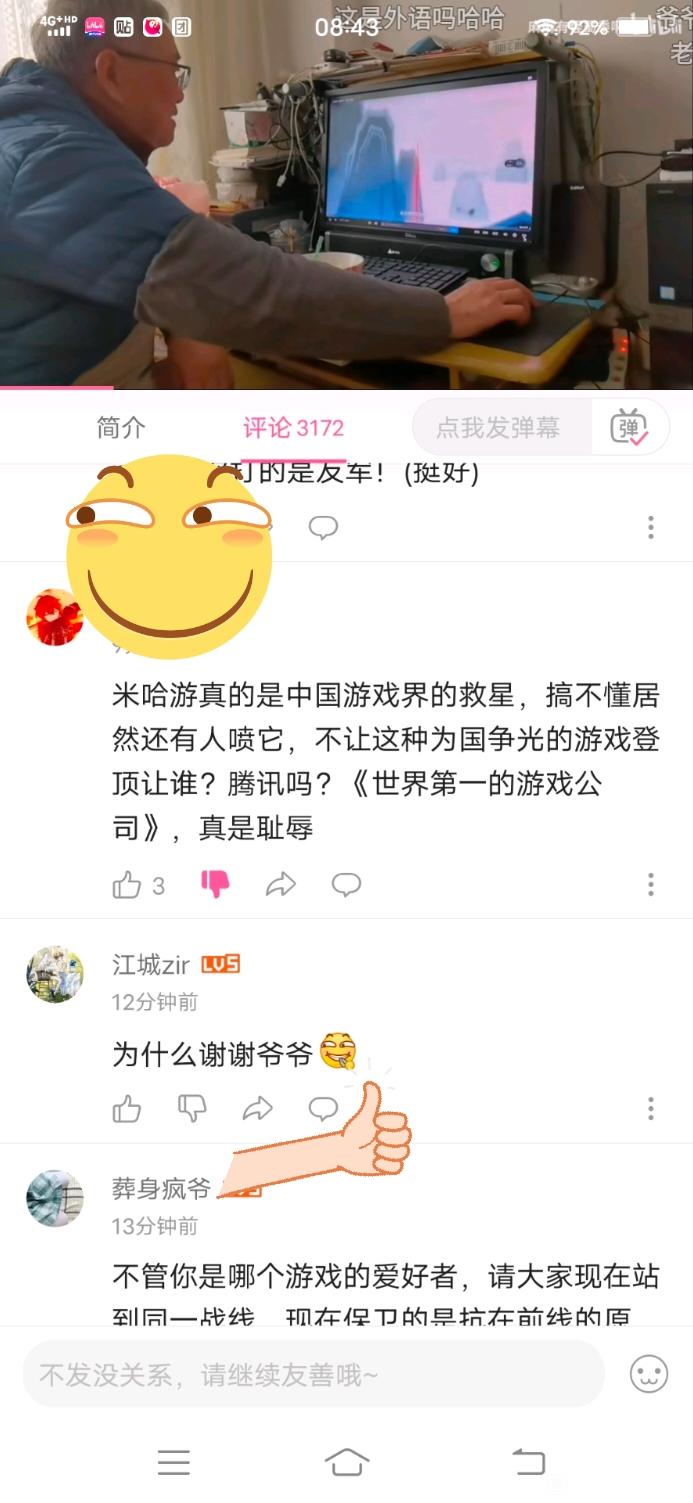 这是外语吗哈哈
4G+HD
贴
团
08:43
92%
爷爷
老
简介
评论 3172
点我发弹幕
弹
的是友军！(挺好)
米哈游真的是中国游戏界的救星，搞不懂居
然还有人喷它，不让这种为国争光的游戏登
顶让谁？腾讯吗？《世界第一的游戏公
司》，真是耻辱
3
江城zir LV5
12分钟前
为什么谢谢爷爷
葬身疯爷
13分钟前
不管你是哪个游戏的爱好者，请大家现在站
到同一战线，现在保卫的是抗在前线的原
不发没关系，请继续友善哦~